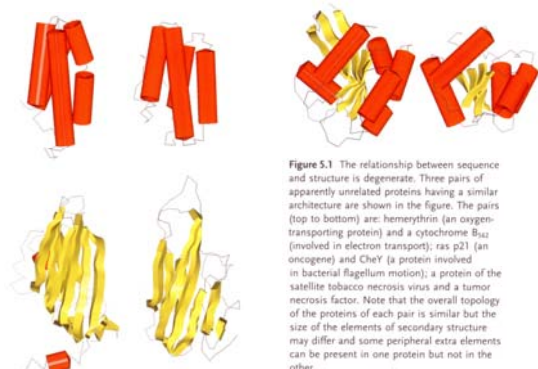 Figure 5.1 The relationship between sequence
and structure is degenerate. Three pairs of
apparently unrelated proteins having a similar
architecture are shown in the figure. The pairs
(top to bottom) are: hemerythrin (an oxygen-
transporting protein) and a cytochrome B562
(involved in electron transport); ras p21 (an
oncogene) and CheY (a protein involved
in bacterial flagellum motion); a protein of the
satellite tobacco necrosis virus and a tumor
necrosis factor. Note that the overall topology
of the proteins of each pair is similar but the
size of the elements of secondary structure
may differ and some peripheral extra elements
can be present in one protein but not in the
other.